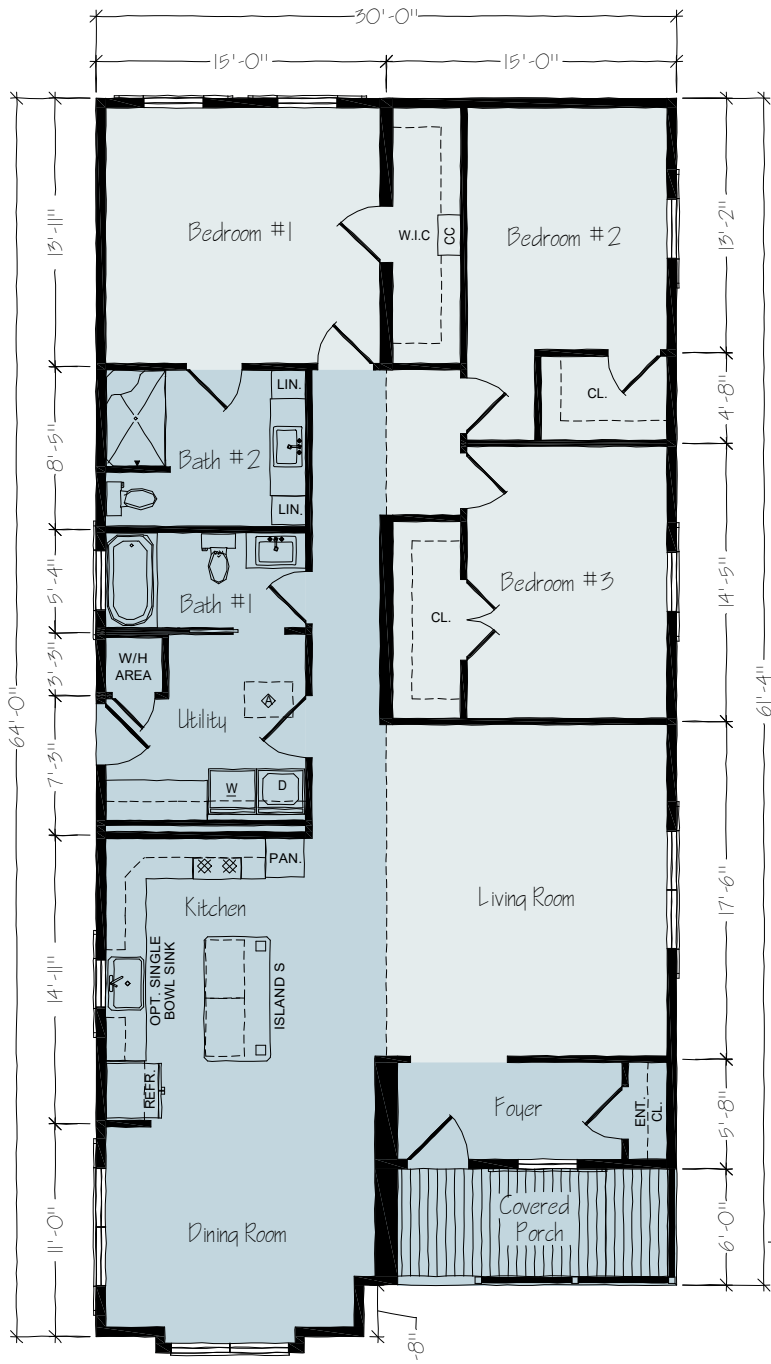 30'-0"
15'-0"
15'-0"
Bedroom #1
W.I.C
CC
Bedroom #2
13'-11"
13'-2"
CL.
4'-8"
LIN.
Bath #2
LIN.
8'-5"
Bath #1
5'-4"
Bedroom #3
CL.
14'-5"
W/H
AREA
3'-3"
A
Utility
7'-3"
W
D
64'-0"
61'-4"
PAN.
Kitchen
OPT. SINGLE
BOWL SINK
ISLAND S
REFR.
14'-11"
Living Room
17'-6"
Foyer
ENT.
CL.
5'-8"
Covered
Porch
6'-0"
Dining Room
11'-0"
-8"